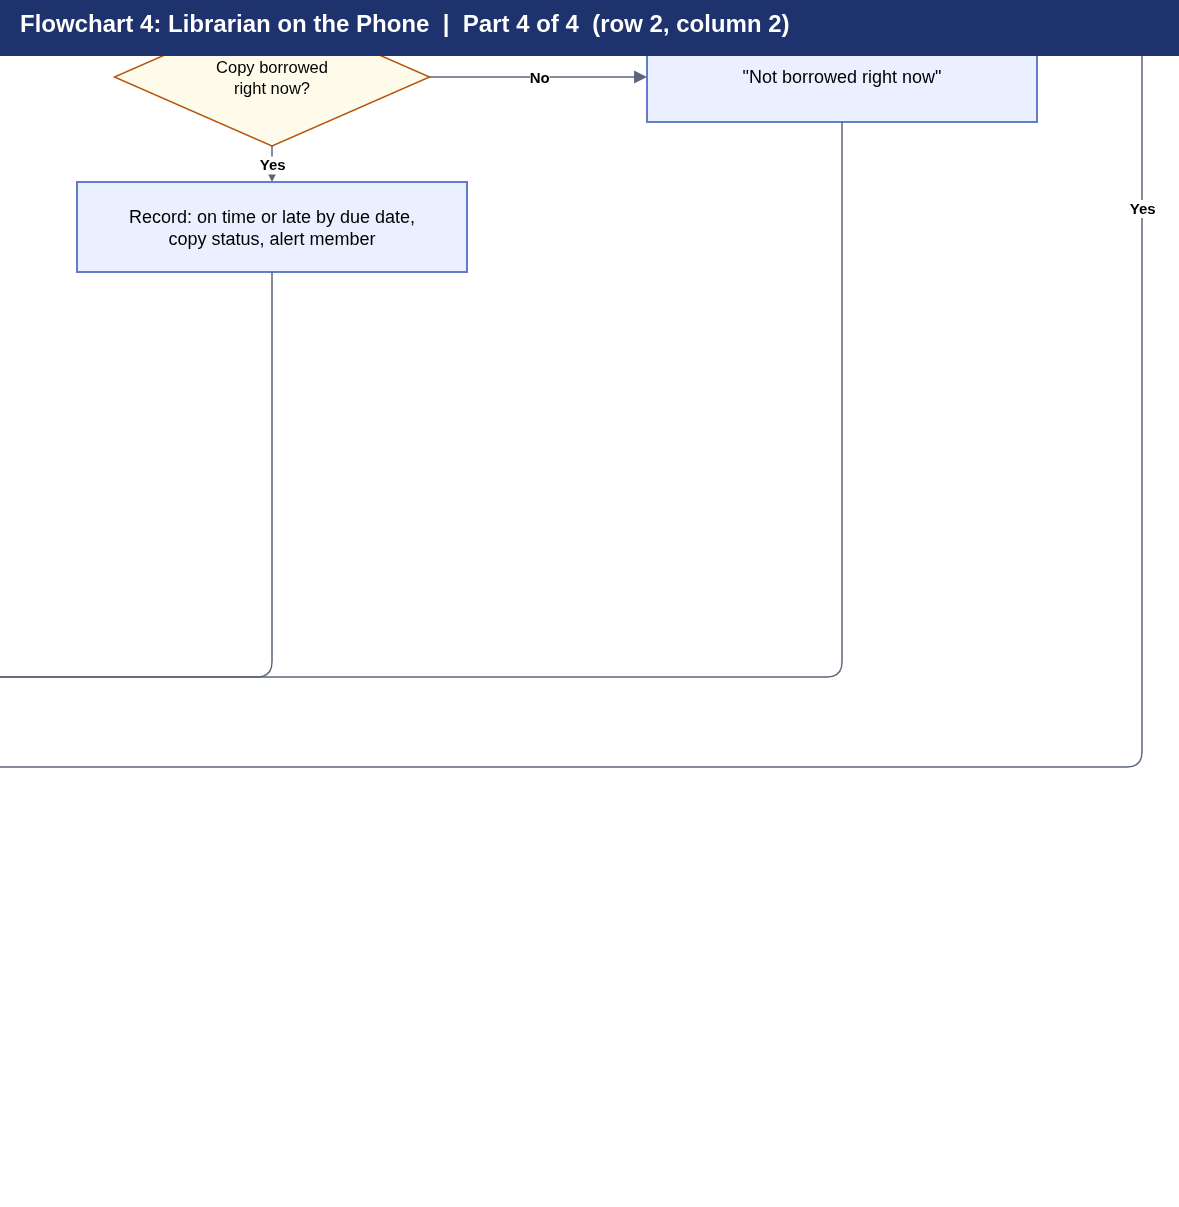 Flowchart 4: Librarian on the Phone | Part 4 of 4 (row 2, column 2)
Copy borrowed
right now?
No
"Not borrowed right now"
Yes
Record: on time or late by due date,
copy status, alert member
Yes